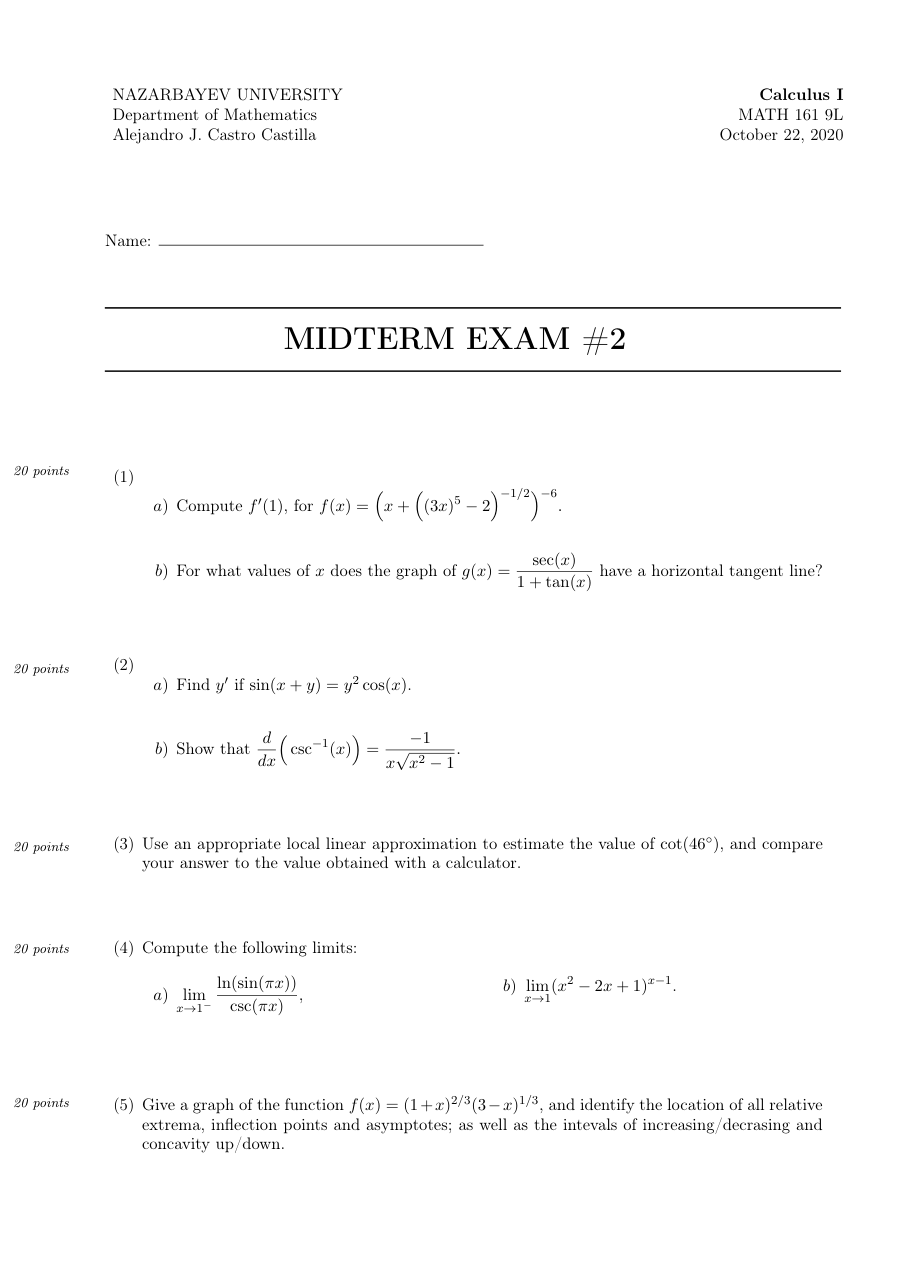 NAZARBAYEV UNIVERSITY
Department of Mathematics
Alejandro J. Castro Castilla
Calculus I
MATH 161 9L
October 22, 2020
Name:
MIDTERM EXAM #2
20 points
(1)
a) Compute f′(1), for f(x) = (x + ((3x)^5 − 2)^{−1/2})^{−6}.
b) For what values of x does the graph of g(x) = sec(x) / (1 + tan(x)) have a horizontal tangent line?
20 points
(2)
a) Find y′ if sin(x + y) = y^2 cos(x).
b) Show that d/dx (csc^{−1}(x)) = −1 / (x√(x^2 − 1)).
20 points
(3) Use an appropriate local linear approximation to estimate the value of cot(46°), and compare
your answer to the value obtained with a calculator.
20 points
(4) Compute the following limits:
a) lim_{x→1^−} ln(sin(πx)) / csc(πx),
b) lim_{x→1} (x^2 − 2x + 1)^{x−1}.
20 points
(5) Give a graph of the function f(x) = (1+x)^{2/3}(3−x)^{1/3}, and identify the location of all relative
extrema, inflection points and asymptotes; as well as the intevals of increasing/decrasing and
concavity up/down.